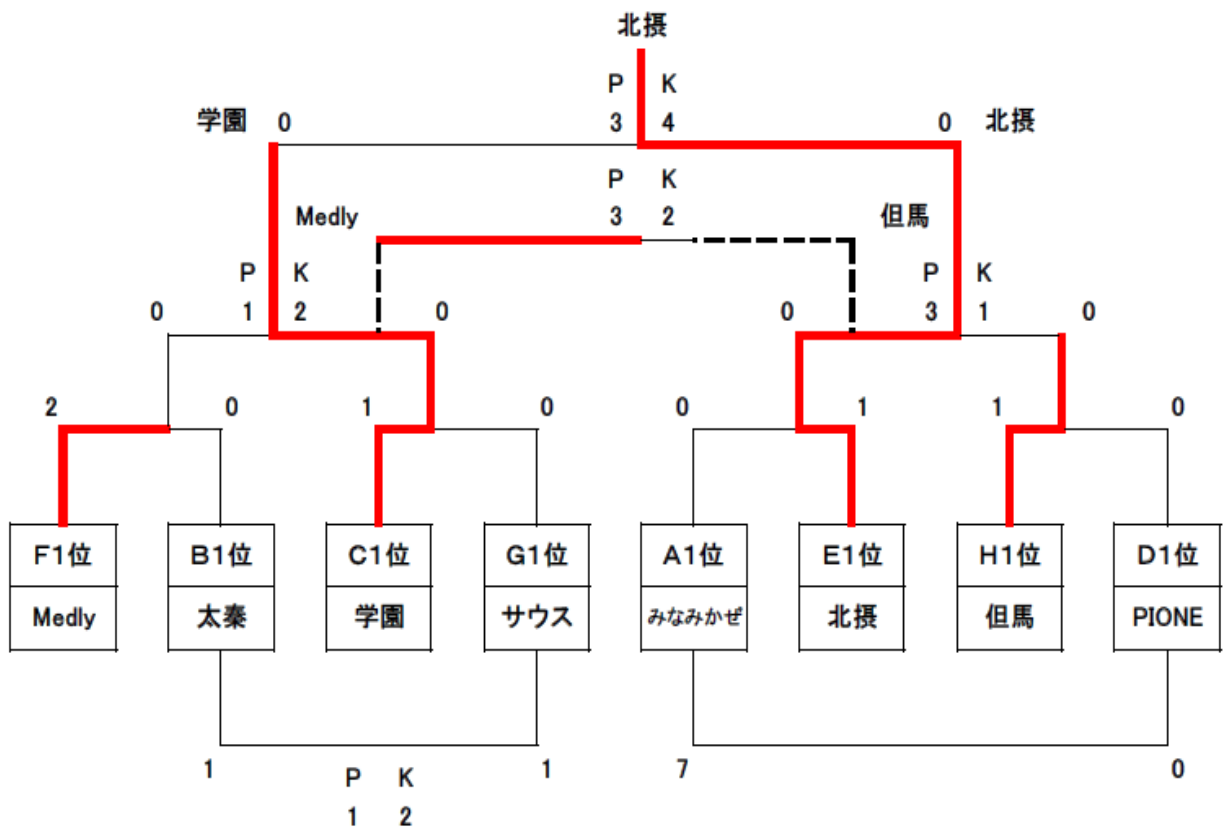 北摂
P K
学園 0 3 4 0 北摂
P K
Medly 3 2 但馬
P K P K
0 1 2 0 0 3 1 0
2 0 1 0 0 1 1 0
F1位 B1位 C1位 G1位 A1位 E1位 H1位 D1位
Medly 太秦 学園 サウス みなみかぜ 北摂 但馬 PIONE
1 1 7 0
P K
1 2